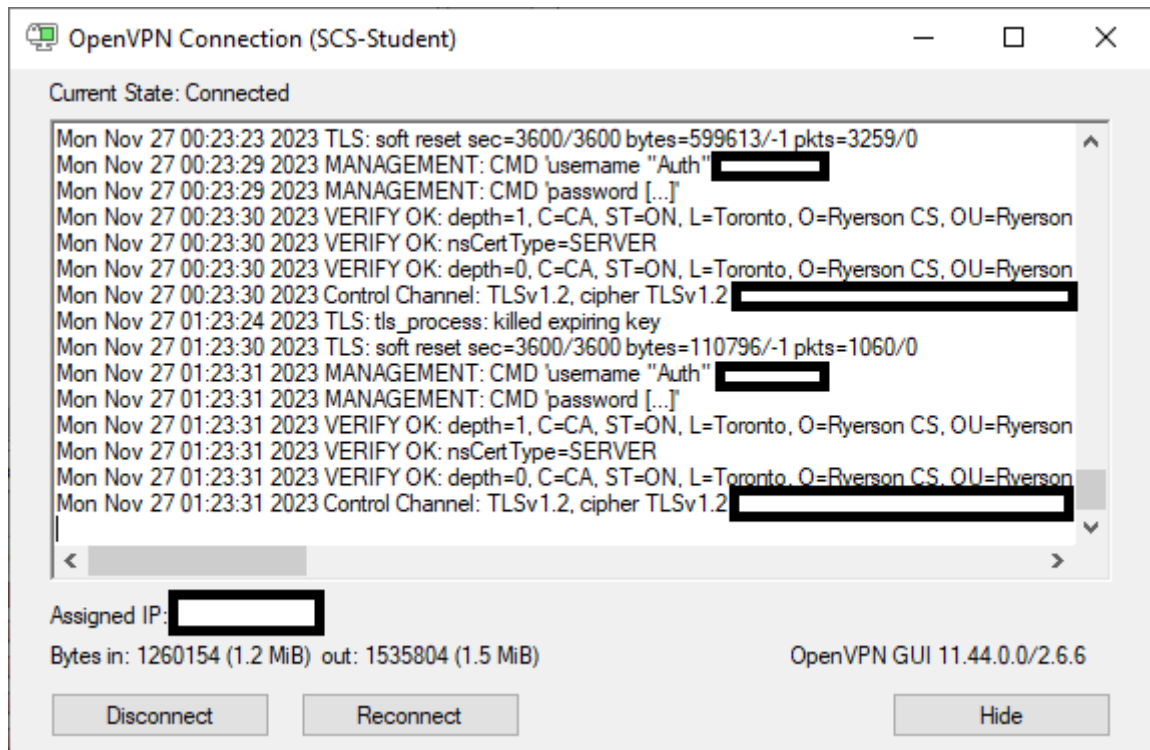 OpenVPN Connection (SCS-Student)
Current State: Connected
Mon Nov 27 00:23:23 2023 TLS: soft reset sec=3600/3600 bytes=599613/-1 pkts=3259/0
Mon Nov 27 00:23:29 2023 MANAGEMENT: CMD 'username "Auth"
Mon Nov 27 00:23:29 2023 MANAGEMENT: CMD 'password [...]'
Mon Nov 27 00:23:30 2023 VERIFY OK: depth=1, C=CA, ST=ON, L=Toronto, O=Ryerson CS, OU=Ryerson
Mon Nov 27 00:23:30 2023 VERIFY OK: nsCertType=SERVER
Mon Nov 27 00:23:30 2023 VERIFY OK: depth=0, C=CA, ST=ON, L=Toronto, O=Ryerson CS, OU=Ryerson
Mon Nov 27 00:23:30 2023 Control Channel: TLSv1.2, cipher TLSv1.2
Mon Nov 27 01:23:24 2023 TLS: tls_process: killed expiring key
Mon Nov 27 01:23:30 2023 TLS: soft reset sec=3600/3600 bytes=110796/-1 pkts=1060/0
Mon Nov 27 01:23:31 2023 MANAGEMENT: CMD 'username "Auth"
Mon Nov 27 01:23:31 2023 MANAGEMENT: CMD 'password [...]'
Mon Nov 27 01:23:31 2023 VERIFY OK: depth=1, C=CA, ST=ON, L=Toronto, O=Ryerson CS, OU=Ryerson
Mon Nov 27 01:23:31 2023 VERIFY OK: nsCertType=SERVER
Mon Nov 27 01:23:31 2023 VERIFY OK: depth=0, C=CA, ST=ON, L=Toronto, O=Ryerson CS, OU=Ryerson
Mon Nov 27 01:23:31 2023 Control Channel: TLSv1.2, cipher TLSv1.2
Assigned IP:
Bytes in: 1260154 (1.2 MiB) out: 1535804 (1.5 MiB) OpenVPN GUI 11.44.0.0/2.6.6
Disconnect Reconnect Hide